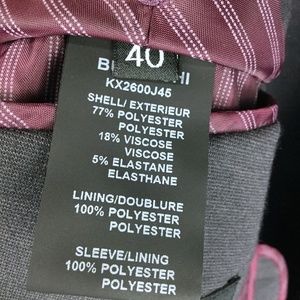 40
KX2600J45
SHELL/ EXTERIEUR
77% POLYESTER
POLYESTER
18% VISCOSE
VISCOSE
5% ELASTANE
ELASTHANE
LINING/DOUBLURE
100% POLYESTER
POLYESTER
SLEEVE/LINING
100% POLYESTER
POLYESTER